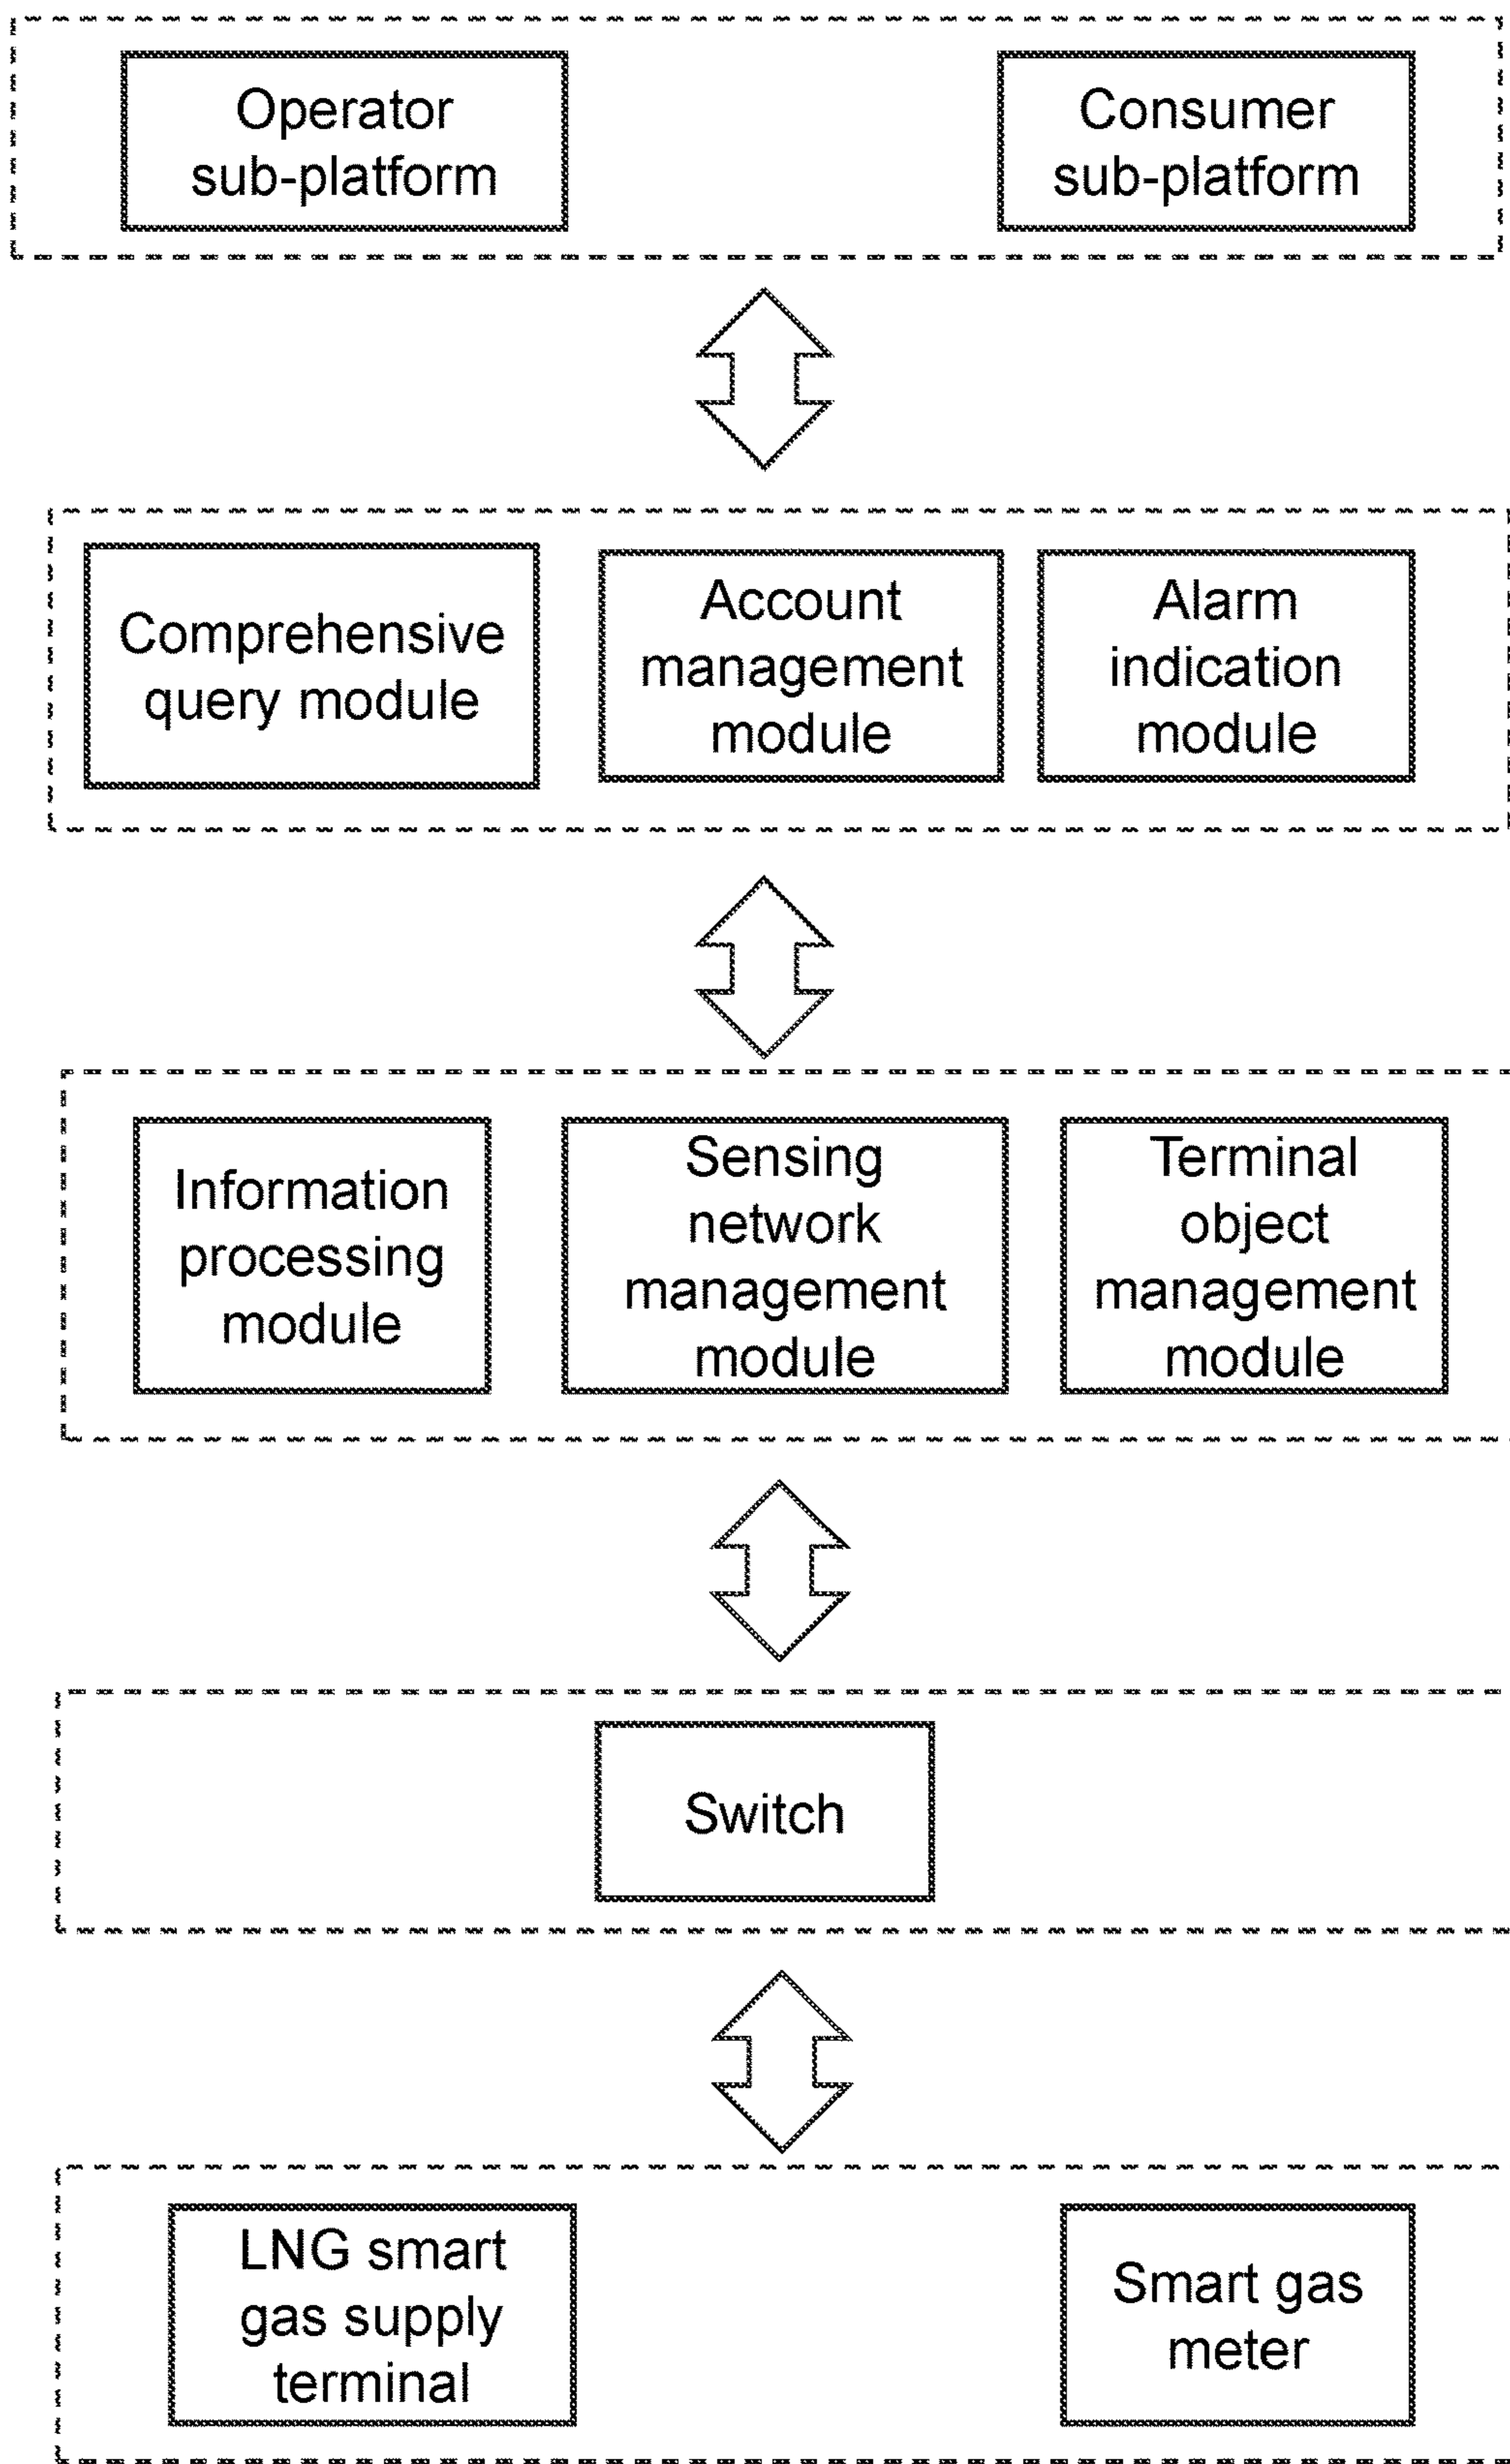 Operator
sub-platform
Consumer
sub-platform
Comprehensive
query module
Account
management
module
Alarm
indication
module
Information
processing
module
Sensing
network
management
module
Terminal
object
management
module
Switch
LNG smart
gas supply
terminal
Smart gas
meter